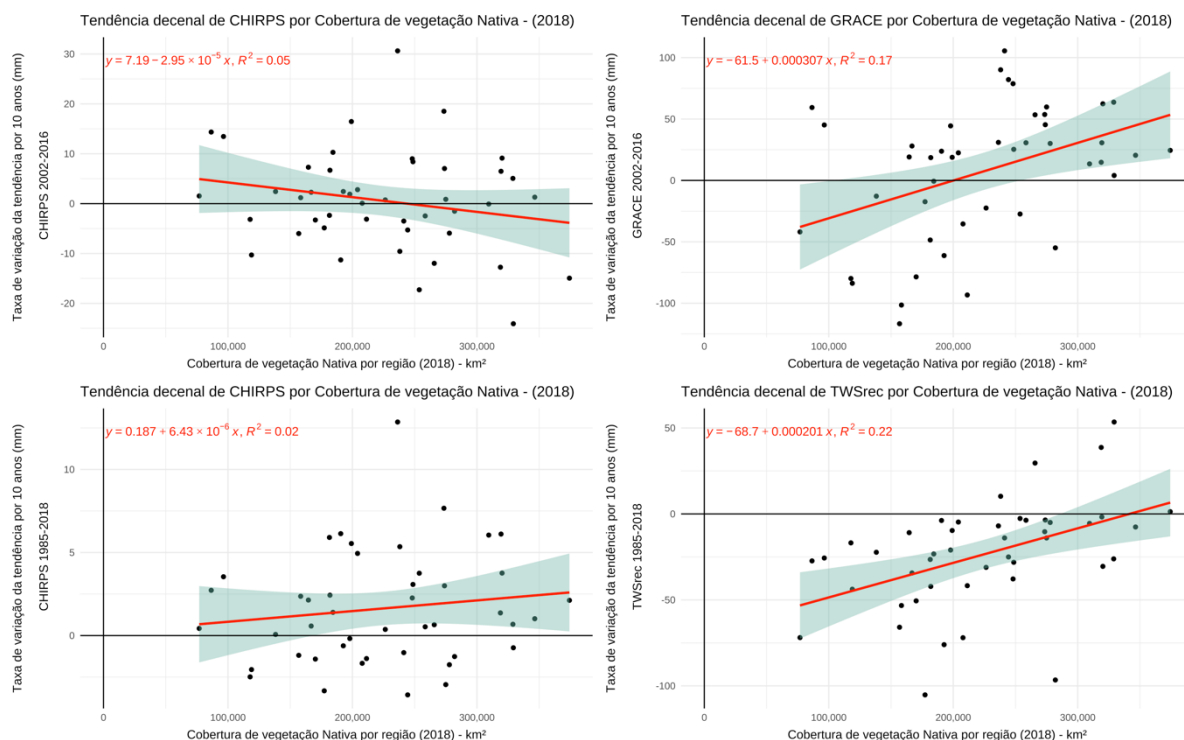 Tendência decenal de CHIRPS por Cobertura de vegetação Nativa - (2018)
Taxa de variação da tendência por 10 anos (mm)
CHIRPS 2002-2016
y = 7.19 − 2.95 × 10⁻⁵ x, R² = 0.05
30
20
10
0
-10
-20
0
100,000
200,000
300,000
Cobertura de vegetação Nativa por região (2018) - km²
Tendência decenal de GRACE por Cobertura de vegetação Nativa - (2018)
Taxa de variação da tendência por 10 anos (mm)
GRACE 2002-2016
y = −61.5 + 0.000307 x, R² = 0.17
100
50
0
-50
-100
0
100,000
200,000
300,000
Cobertura de vegetação Nativa por região (2018) - km²
Tendência decenal de CHIRPS por Cobertura de vegetação Nativa - (2018)
Taxa de variação da tendência por 10 anos (mm)
CHIRPS 1985-2018
y = 0.187 + 6.43 × 10⁻⁶ x, R² = 0.02
10
5
0
0
100,000
200,000
300,000
Cobertura de vegetação Nativa por região (2018) - km²
Tendência decenal de TWSrec por Cobertura de vegetação Nativa - (2018)
Taxa de variação da tendência por 10 anos (mm)
TWSrec 1985-2018
y = −68.7 + 0.000201 x, R² = 0.22
50
0
-50
-100
0
100,000
200,000
300,000
Cobertura de vegetação Nativa por região (2018) - km²